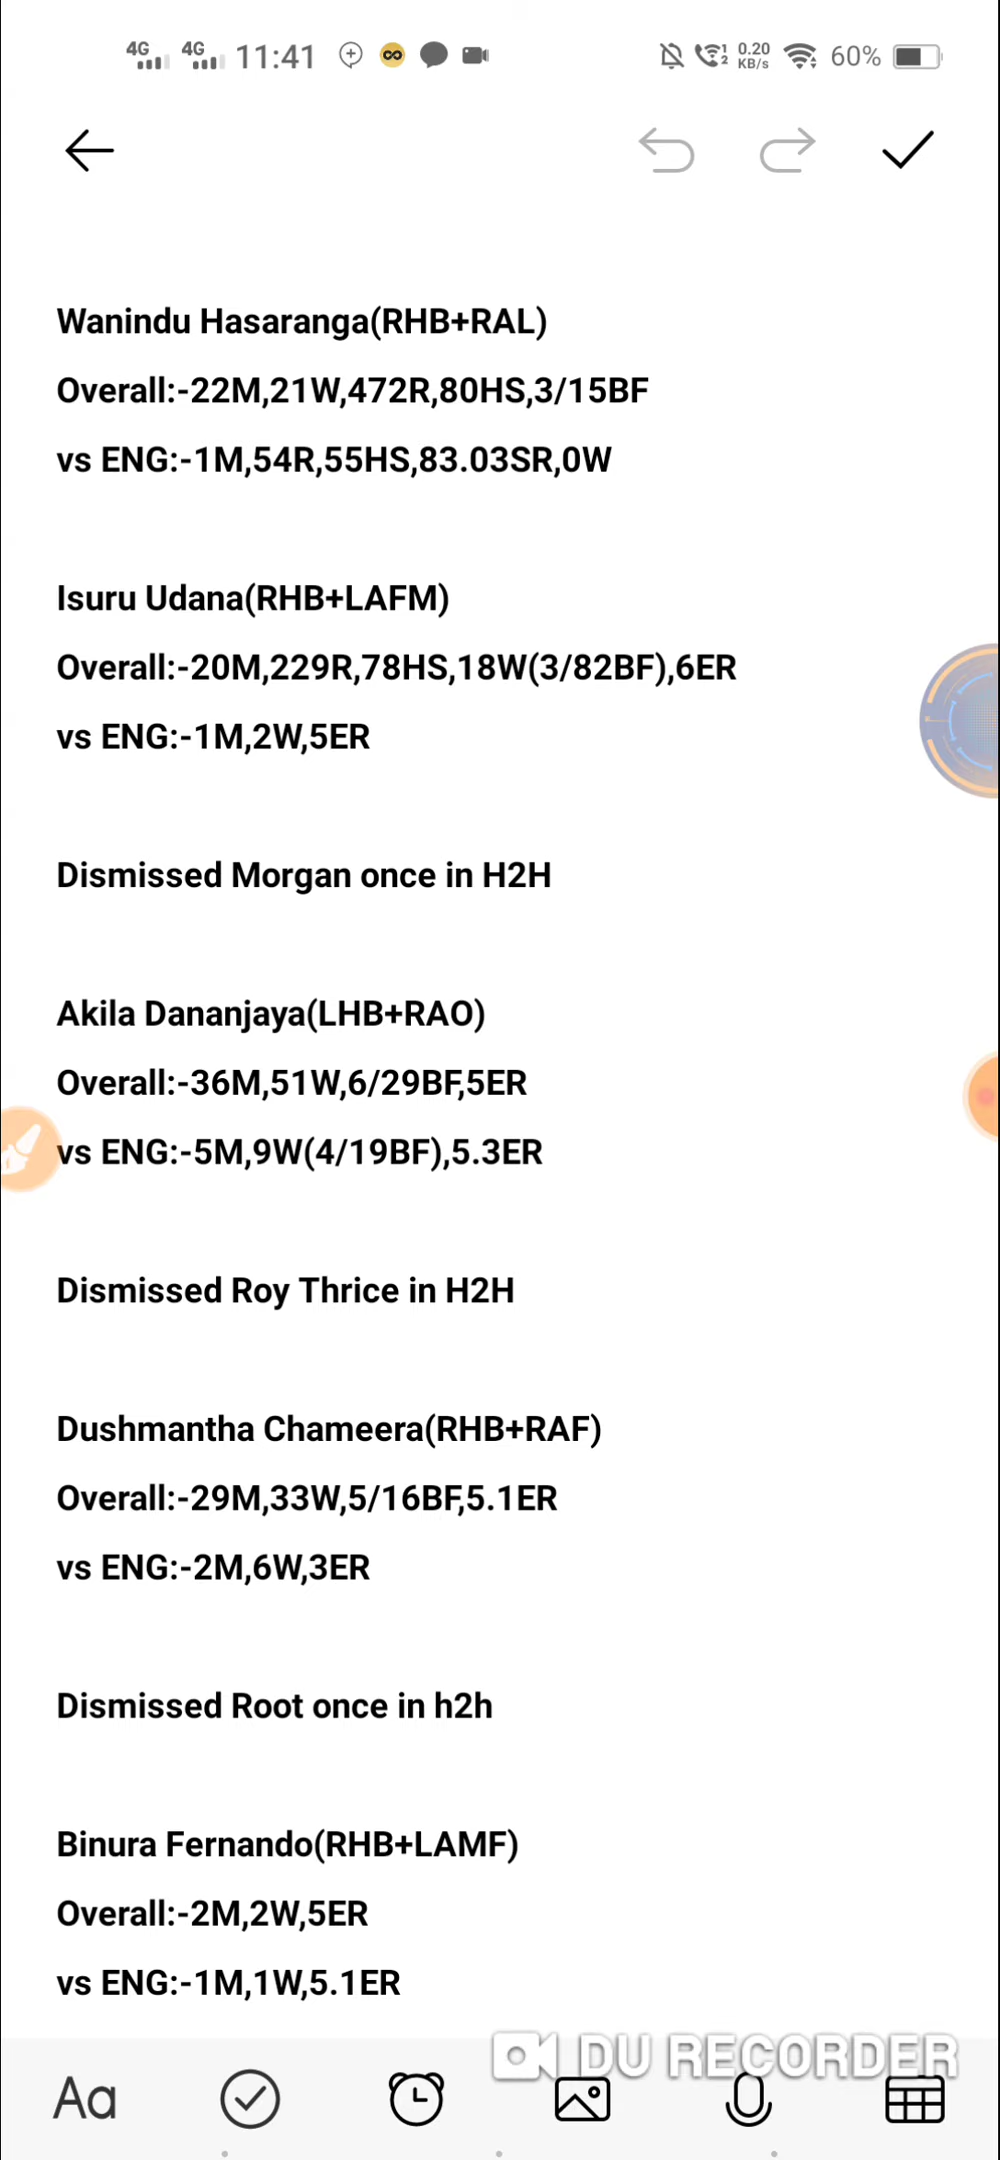 4G 4G 11:41 0.20 KB/s 60%
Wanindu Hasaranga(RHB+RAL)
Overall:-22M,21W,472R,80HS,3/15BF
vs ENG:-1M,54R,55HS,83.03SR,0W
Isuru Udana(RHB+LAFM)
Overall:-20M,229R,78HS,18W(3/82BF),6ER
vs ENG:-1M,2W,5ER
Dismissed Morgan once in H2H
Akila Dananjaya(LHB+RAO)
Overall:-36M,51W,6/29BF,5ER
vs ENG:-5M,9W(4/19BF),5.3ER
Dismissed Roy Thrice in H2H
Dushmantha Chameera(RHB+RAF)
Overall:-29M,33W,5/16BF,5.1ER
vs ENG:-2M,6W,3ER
Dismissed Root once in h2h
Binura Fernando(RHB+LAMF)
Overall:-2M,2W,5ER
vs ENG:-1M,1W,5.1ER
DU RECORDER
Aa